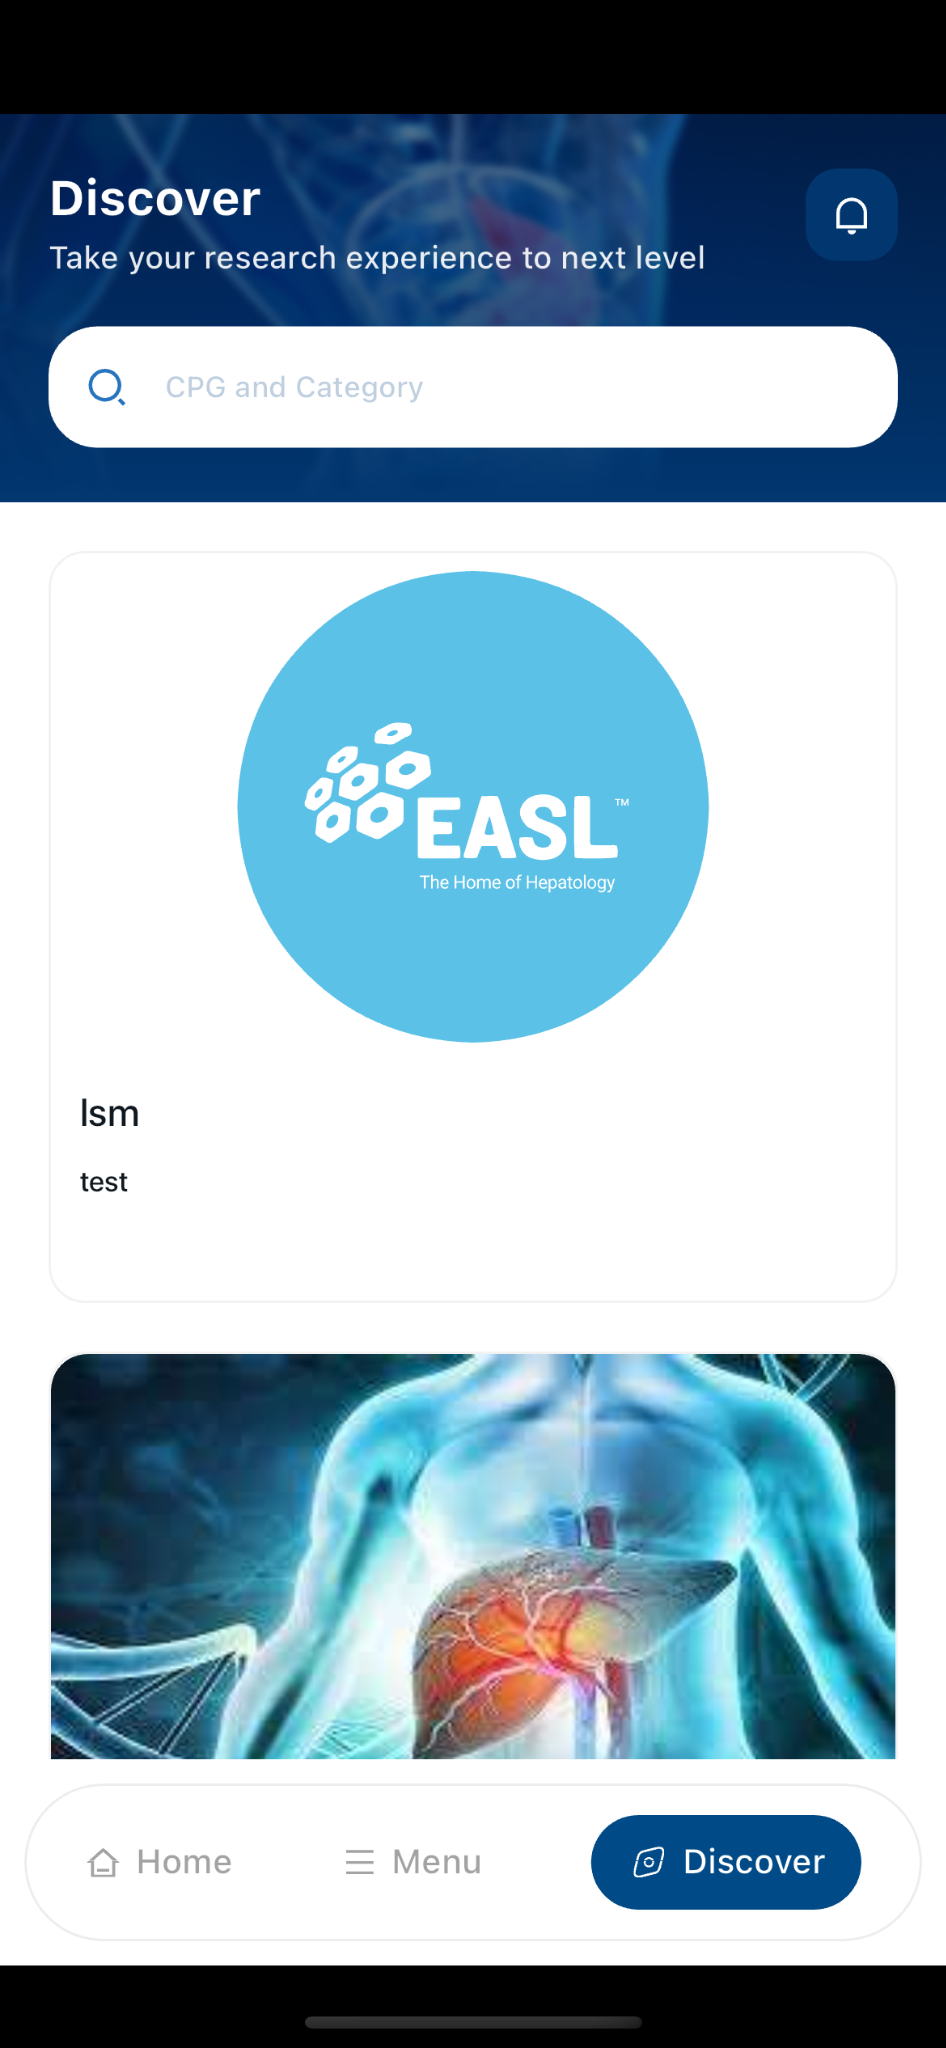 Discover
Take your research experience to next level
CPG and Category
EASL™
The Home of Hepatology
lsm
test
Home
Menu
Discover